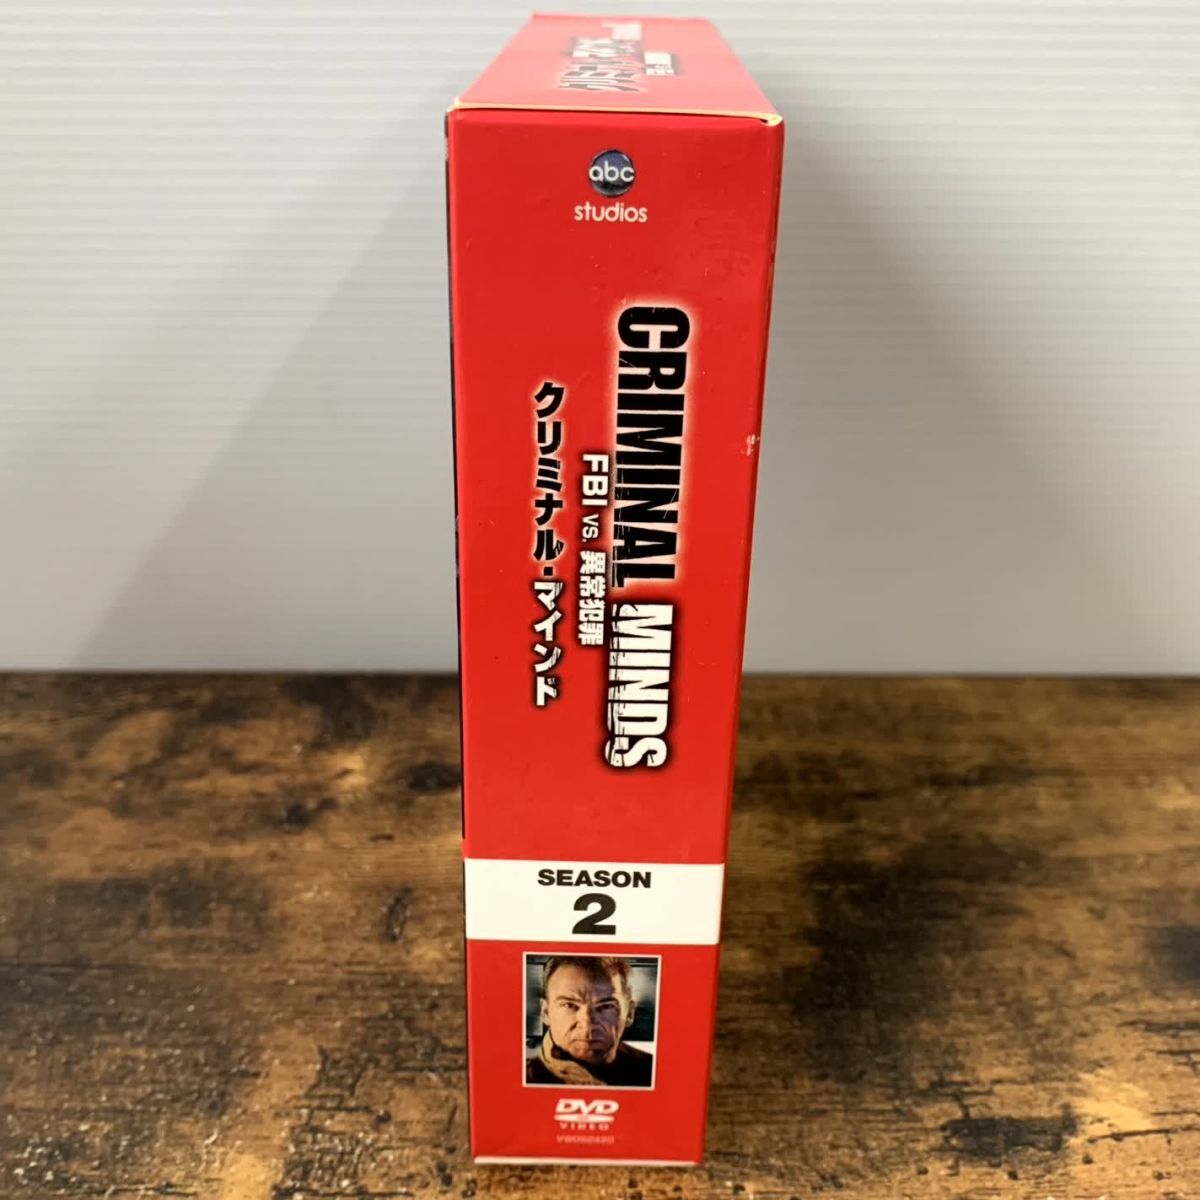 abc
studios
CRIMINAL MINDS
FBI vs. 異常犯罪
クリミナル・マインド
SEASON
2
DVD
VIDEO